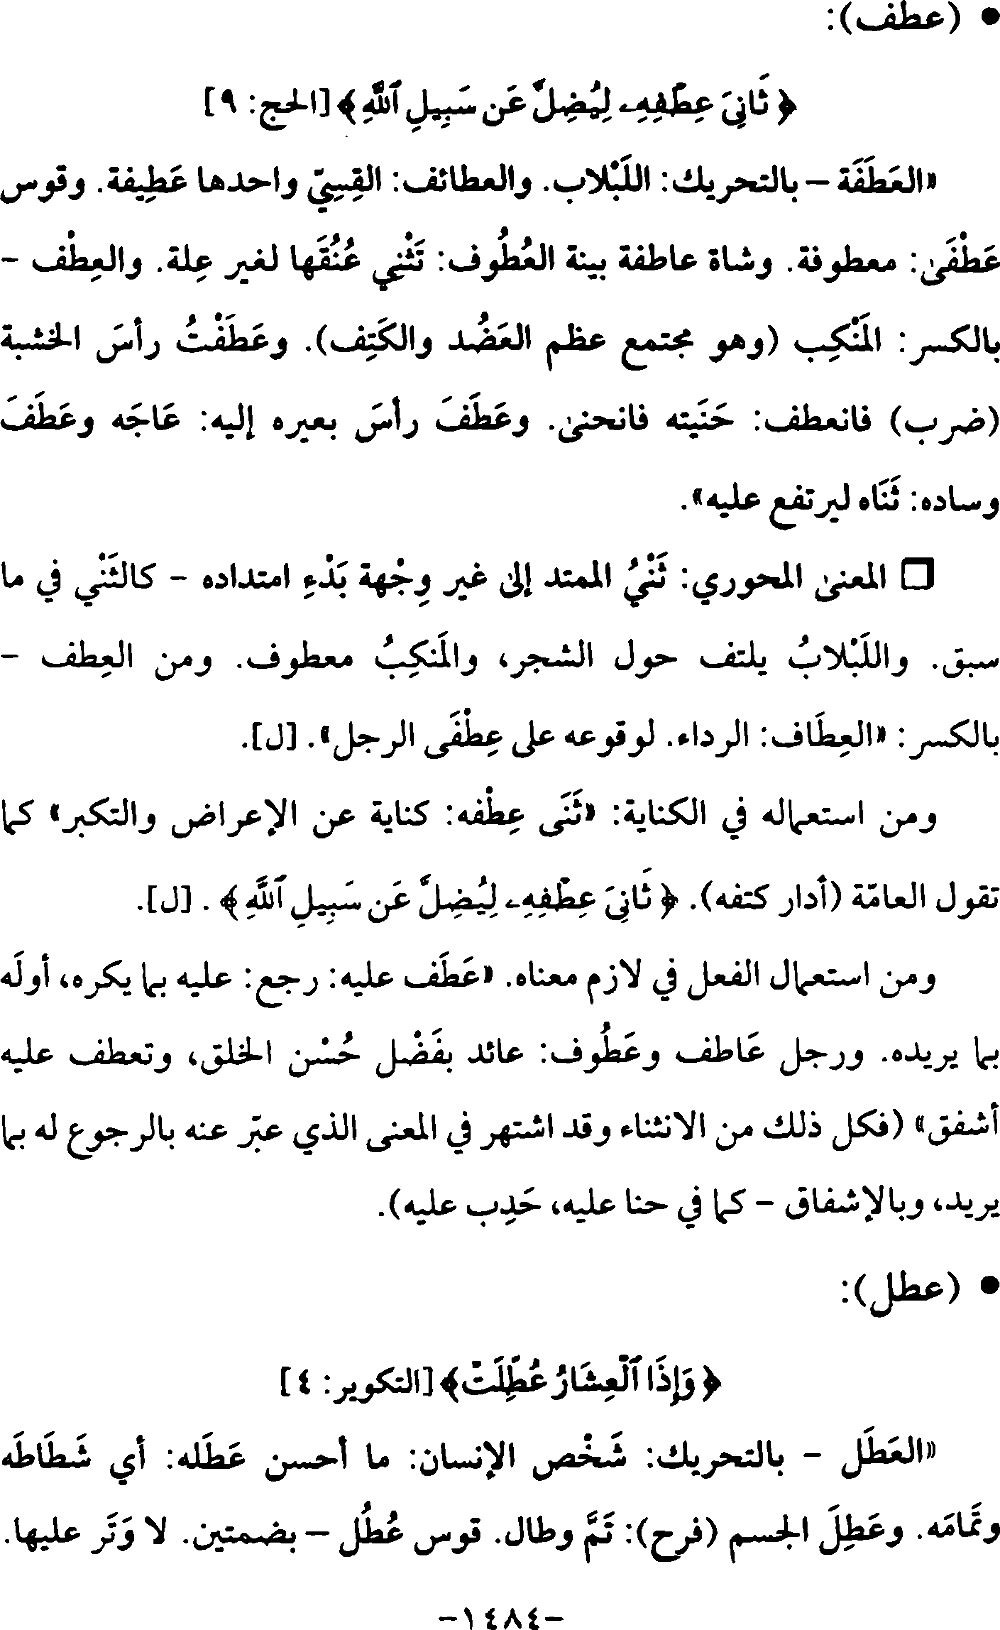 • (عطف):
﴿ ثَانِيَ عِطْفِهِۦ لِيُضِلَّ عَن سَبِيلِ ٱللَّهِ ﴾ [الحج: ٩]
«العَطَفَة – بالتحريك: اللَبْلاب. والعطائف: القِسِيّ واحدها عَطِيفة. وقوس
عَطْفَىٰ: معطوفة. وشاة عاطفة بينة العُطُوف: تَثْنِي عُنُقَها لغير عِلة. والعِطْف –
بالكسر: المَنْكِب (وهو مجتمع عظم العَضُد والكَتِف). وعَطَفْتُ رأسَ الخشبة
(ضرب) فانعطف: حَنَيته فانحنىٰ. وعَطَفَ رأسَ بعيره إليه: عَاجَه وعَطَفَ
وساده: ثَنَاه ليرتفع عليه».
□ المعنىٰ المحوري: ثَنْيُ الممتد إلىٰ غير وِجْهة بَدْءِ امتداده – كالثَنْي في ما
سبق. واللَبْلابُ يلتف حول الشجر، والمَنكِبُ معطوف. ومن العِطف –
بالكسر: «العِطَاف: الرداء. لوقوعه على عِطْفَى الرجل». [ل].
ومن استعماله في الكناية: «ثَنَى عِطْفه: كناية عن الإعراض والتكبر» كما
تقول العامّة (أدار كتفه). ﴿ ثَانِيَ عِطْفِهِۦ لِيُضِلَّ عَن سَبِيلِ ٱللَّهِ ﴾ . [ل].
ومن استعمال الفعل في لازم معناه. «عَطَف عليه: رجع: عليه بما يكره، أولَه
بما يريده. ورجل عَاطف وعَطُوف: عائد بفَضْل حُسْن الخلق، وتعطف عليه
أشفق» (فكل ذلك من الانثناء وقد اشتهر في المعنى الذي عبّر عنه بالرجوع له بما
يريد، وبالإشفاق – كما في حنا عليه، حَدِب عليه).
• (عطل):
﴿ وَإِذَا ٱلْعِشَارُ عُطِّلَتْ ﴾ [التكوير: ٤]
«العَطَل – بالتحريك: شَخْص الإنسان: ما أحسن عَطَله: أي شَطَاطَه
وتَمَامَه. وعَطِلَ الجسم (فرح): تَمَّ وطال. قوس عُطُل – بضمتين. لا وَتَر عليها.
–١٤٨٤–